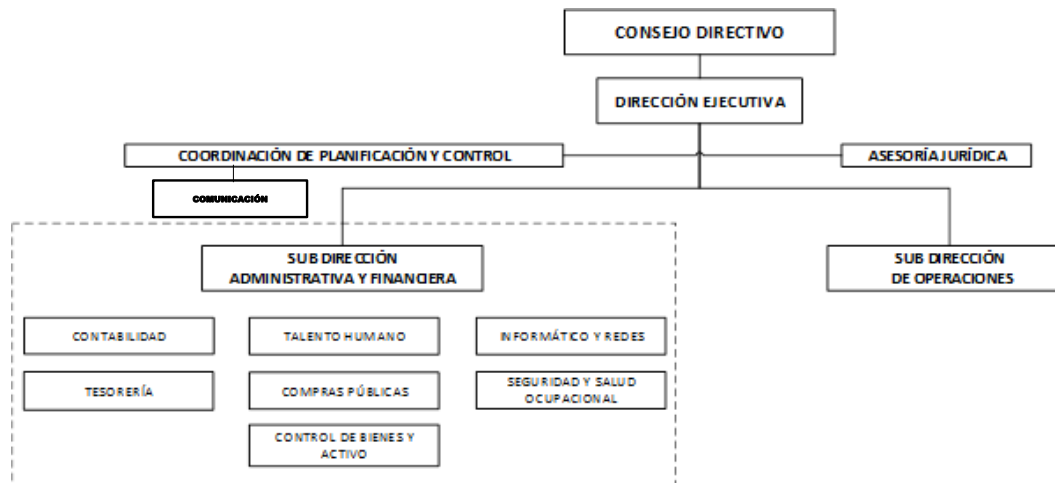 CONSEJO DIRECTIVO
DIRECCIÓN EJECUTIVA
COORDINACIÓN DE PLANIFICACIÓN Y CONTROL
ASESORÍA JURÍDICA
COMUNICACIÓN
SUB DIRECCIÓN
ADMINISTRATIVA Y FINANCIERA
SUB DIRECCIÓN
DE OPERACIONES
CONTABILIDAD
TALENTO HUMANO
INFORMÁTICO Y REDES
TESORERÍA
COMPRAS PÚBLICAS
SEGURIDAD Y SALUD
OCUPACIONAL
CONTROL DE BIENES Y
ACTIVO